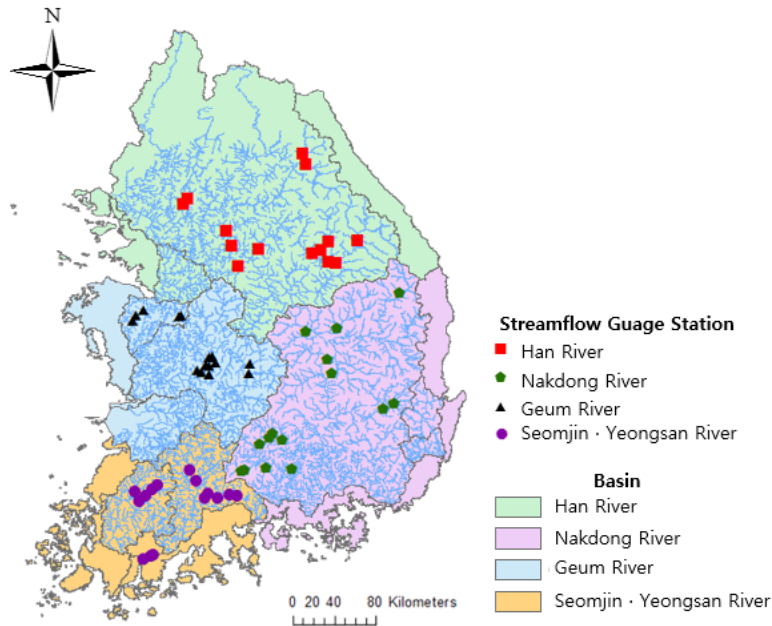 N
Streamflow Guage Station
Han River
Nakdong River
Geum River
Seomjin · Yeongsan River
Basin
Han River
Nakdong River
Geum River
Seomjin · Yeongsan River
0 20 40 80 Kilometers